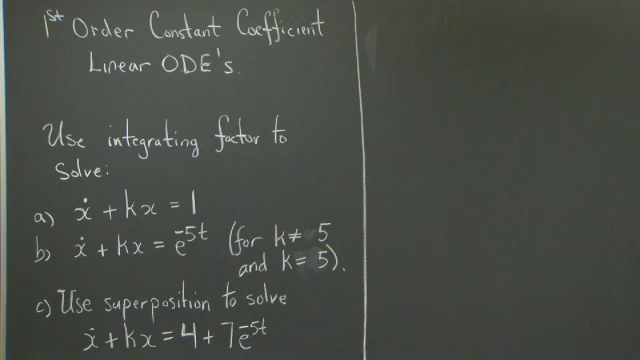 1st Order Constant Coefficient
Linear ODE's.
Use integrating factor to
solve:
a) ẋ + kx = 1
b) ẋ + kx = e^-5t (for k ≠ 5
and k = 5).
c) Use superposition to solve
ẋ + kx = 4 + 7e^-5t